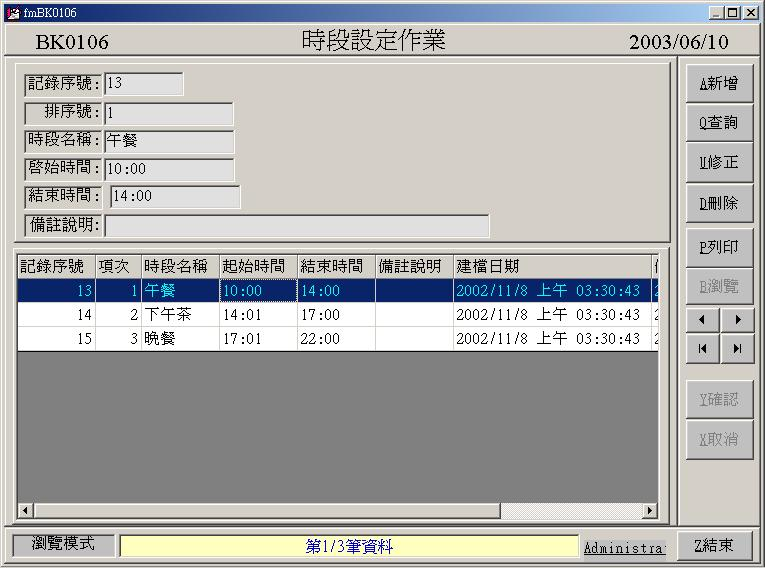 fmBK0106
BK0106 時段設定作業 2003/06/10
記錄序號: 13
排序號: 1
時段名稱: 午餐
啓始時間: 10:00
結束時間: 14:00
備註說明:
A新增
Q查詢
U修正
D刪除
P列印
B瀏覽
記錄序號 項次 時段名稱 起始時間 結束時間 備註說明 建檔日期
13 1 午餐 10:00 14:00 2002/11/8 上午 03:30:43
14 2 下午茶 14:01 17:00 2002/11/8 上午 03:30:43
15 3 晚餐 17:01 22:00 2002/11/8 上午 03:30:43
Y確認
X取消
瀏覽模式 第1/3筆資料 Administra Z結束